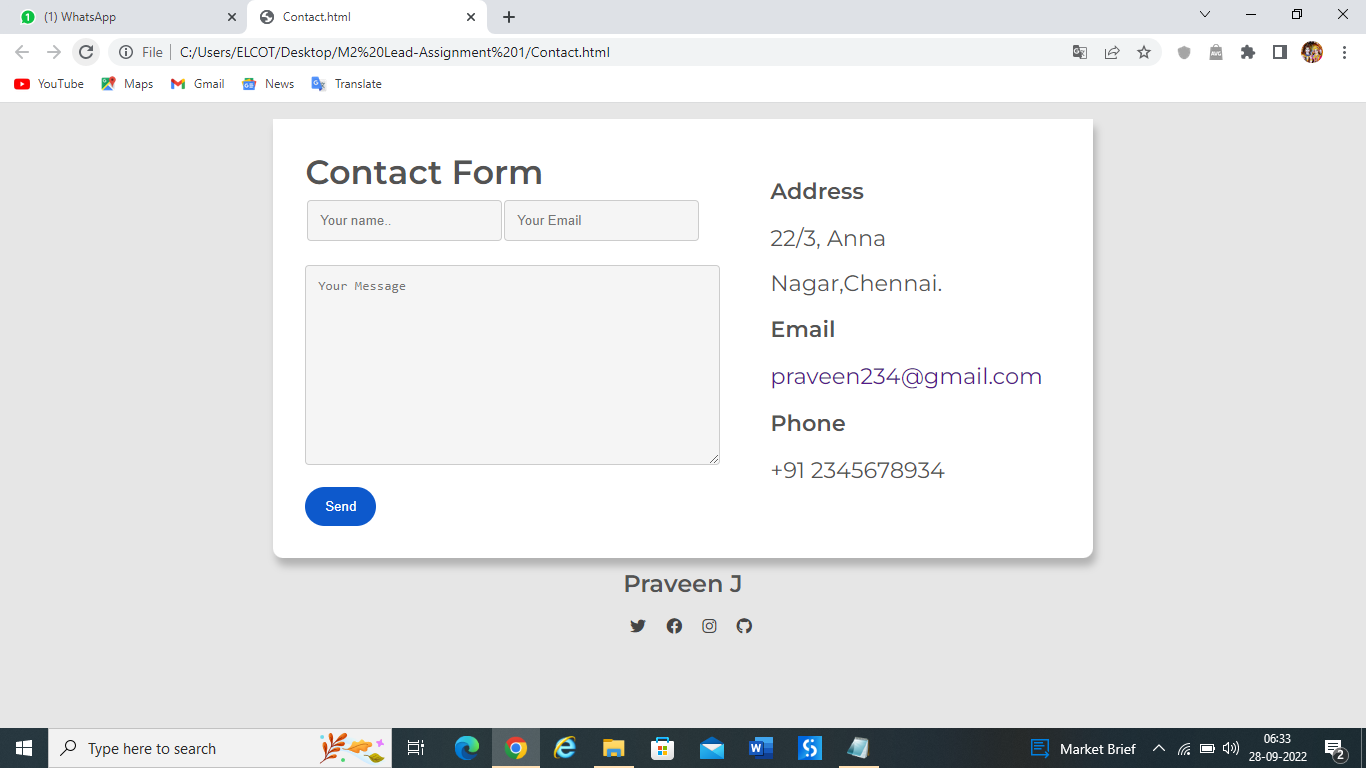 (1) WhatsApp
Contact.html
File
C:/Users/ELCOT/Desktop/M2%20Lead-Assignment%201/Contact.html
YouTube
Maps
Gmail
News
Translate
Contact Form
Your name..
Your Email
Your Message
Send
Address
22/3, Anna
Nagar,Chennai.
Email
praveen234@gmail.com
Phone
+91 2345678934
Praveen J
Type here to search
Market Brief
06:33
28-09-2022
2